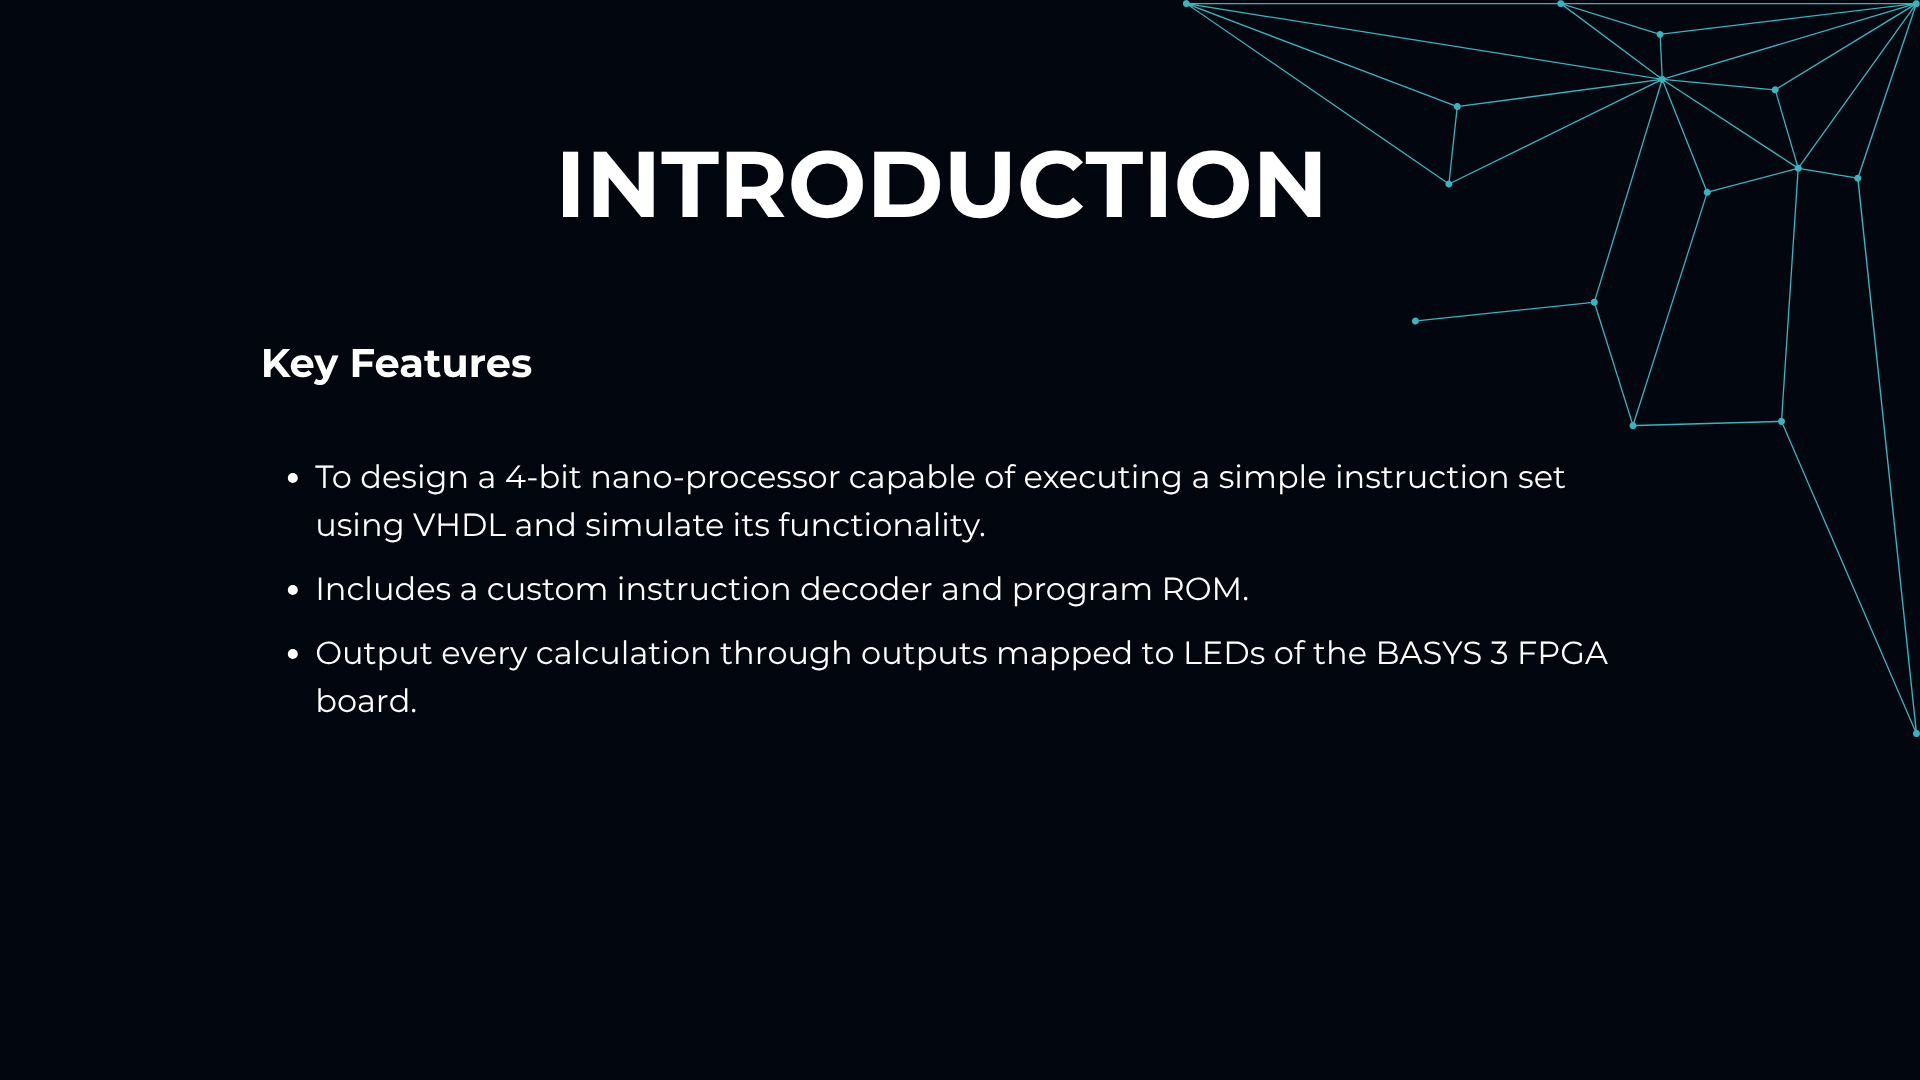 INTRODUCTION
Key Features
• To design a 4-bit nano-processor capable of executing a simple instruction set
using VHDL and simulate its functionality.
• Includes a custom instruction decoder and program ROM.
• Output every calculation through outputs mapped to LEDs of the BASYS 3 FPGA
board.